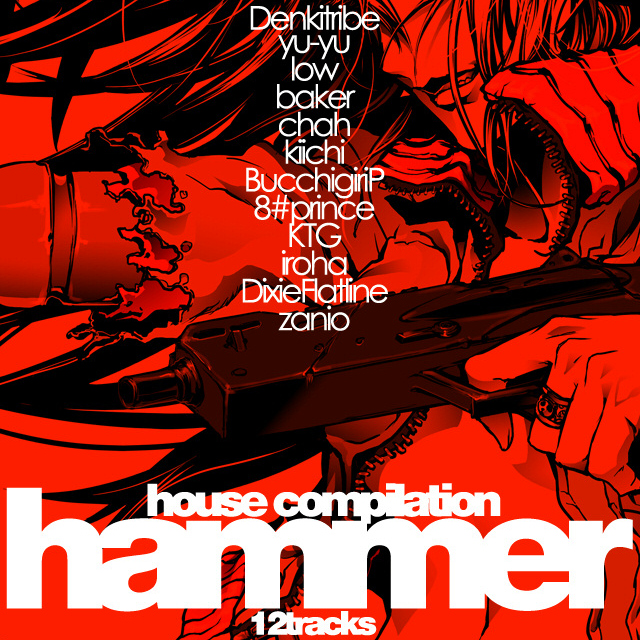 Denkitribe
yu-yu
low
baker
chah
kiichi
BucchigiriP
8#prince
KTG
iroha
DixieFlatline
zanio
house compilation
hammer
12tracks